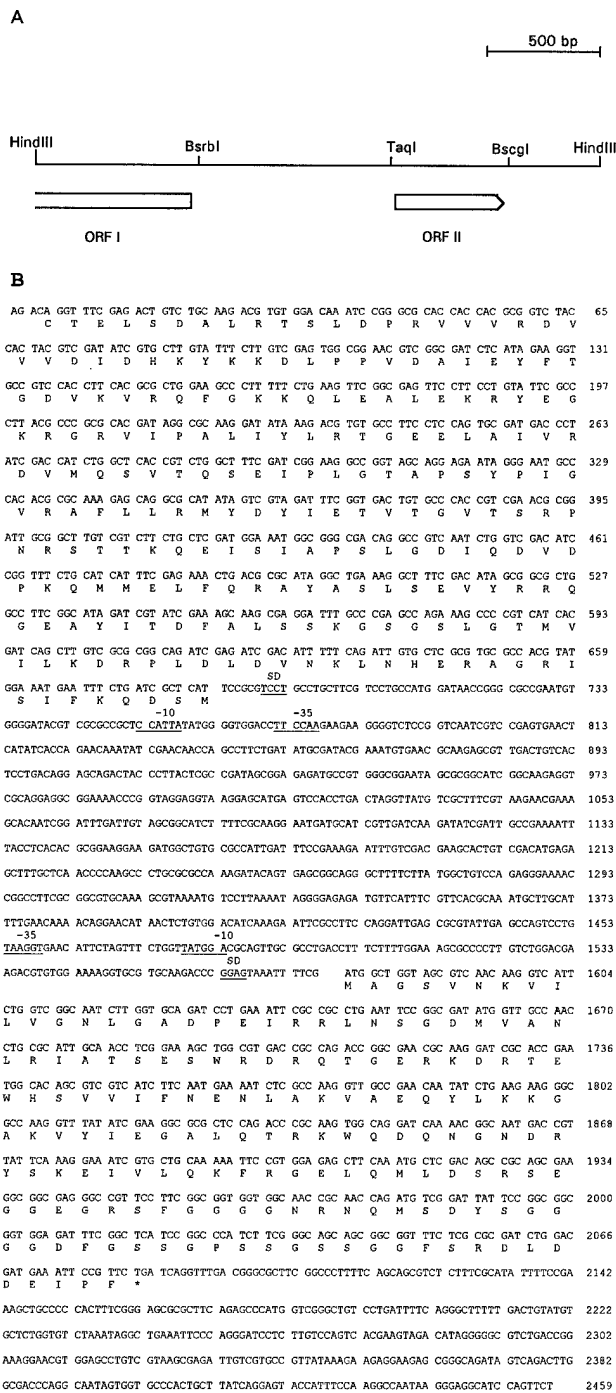 A
500 bp
HindIII BsrbI TaqI BscgI HindIII
ORF I ORF II
B
AG ACA GGT TTC GAG ACT GTC TGC AAG ACG TGT GGA CAA ATC CGG GCG CAC CAC CAC GCG GTC TAC 65
C T E L S D A L R T S L D P R V V V R D V
CAC TAC GTC GAT ATC GTG CTT GTA TTT CTT GTC GAG TGG CGG AAC GTC GGC GAT CTC ATA GAA GGT 131
V V D I D H K Y K K D L P P V D A I E Y F T
GCC GTC CAC CTT CAC GCG CTG GAA GCC CTT TTT CTG AAG TTC GGC GAG TTC TTC CTG TAT TCG CCC 197
G D V K V R Q F G K K Q L E A L E K R Y E G
CTT ACG CCC GCG CAC GAT AGG CGC AAG GAT ATA AAG ACG TGT GCC TTC CTC CAG TGC GAT GAC CCT 263
K R G R V I P A L I Y L R T G E E L A I V R
ATC GAC CAT CTG GCT CAC CGT CTG GCT TTC GAT CGG AAG GCC GGT AGC AGG AGA ATA GGG AAT GCC 329
D V M Q S V T Q S E I P L G T A P S Y P I G
CAC ACG CGC AAA GAG CAG GCG CAT ATA GTC GTA GAT TTC GGT GAC TGT GCC CAC CGT CGA ACG CGG 395
V R A F L L R M Y D Y I E T V T G V T S R P
ATT GCG GCT TGT CGT CTT CTG CTC GAT GGA AAT GGC GGG CGA CAG GCC GTC AAT CTG GTC GAC ATC 461
N R S T T K Q E I S I A P S L G D I Q D V D
CGG TTT CTG CAT CAT TTC GAG AAA CTG ACG CGC ATA GGC TGA AAG GCT TTC GAC ATA GCG GCG CTG 527
P K Q M M E L F Q R A Y A S L S E V Y R R Q
GCC TTC GGC ATA GAT CGT ATC GAA AGC AAG CGA GGA TTT GCC CGA GCC AGA AAG CCC CGT CAT CAC 593
G E A Y I T D F A L S S K G S G S L G T M V
GAT CAG CTT GTC GCG CGG CAG ATC GAG ATC GAC ATT TTT CAG ATT GTG CTC GCG TGC GCC ACG TAT 659
I L K D R P L D L D V N K L N H E R A G R I
SD
GGA AAT GAA TTT CTG ATC GCT CAT TCCGCGTCCT GCCTGCTTCG TCCTGCCATG GATAACCGGG GCGCCGAATG 733
S I F K Q D S M
-10 -35
GGGGATACGT CGCGCCGCTC CATTATATGG GGTGGACCTT CCAAGAAGAA GGGGTCTCCG GTCAATCGTC CGAGTGAACT 813
CATATCACCA GAACAAATAT CGAACAACCA GCCTTCTGAT ATGCGATACG AAATGTGAAC GCAAGAGCGT TGACTGTCAC 893
TCCTGACAGG AGCAGACTAC CCTTACTCGC CGATAGCGGA GAGATGCCGT GGGCGGAATA GCGCGGCATC GGCAAGAGGT 973
CGCAGGAGGC GGAAAACCCG GTAGGAGGTA AGGAGCATGA GTCCACCTGA CTAGGTTATG TCGCTTTCGT AAGAACGAAA 1053
GCACAATCGG ATTTGATTGT AGCGGCATCT TTTCGCAAGG AATGATGCAT CGTTGATCAA GATATCGATT GCCGAAAATT 1133
TACCTCACAC GCGGAAGGAA GATGGCTGTG CGCCATTGAT TTCCGAAAGA AATTTGTCGAC GAAGCACTGT CGACATGAGA 1213
GCTTTGCTCA ACCCCAAGCC CTGCGCGCCA AAGATACAGT GAGCGGCAGG GCTTTTCTTA TGGCTGTCCA GAGGGAAAAC 1293
CGGCCTTCGC GGCGTGCAAA GCGTAAAATG TCCTTAAAAT AGGGGAGAGA TGTTCATTTC GTTCACGCAA ATGCTTGCAT 1373
TTTGAACAAA ACAGGAACAT AACTCTGTGG ACATCAAAGA ATTCGCCTTC CAGGATTGAG CGCGTATTGA GCCAGTCCTG 1453
-35 -10
TAAGGTGAAC ATTCTAGTTT CTGGTTATGG ACGCAGTTGC GCCTGACCTT TCTTTTTGGA AAGCGCCCCT TGTCTGGACGA 1533
SD
AGACGTGTGG AAAAGGTGCG TGCAAGACCC GGAGTAAATT TTCG ATG GCT GGT AGC GTC AAC AAG GTC ATT 1604
M A G S V N K V I
CTG GTC GGC AAT CTT GGT GCA GAT CCT GAA ATT CGC CGC CTG AAT TCC GGC GAT ATG GTT GCC AAC 1670
L V G N L G A D P E I R R L N S G D M V A N
CTG CGC ATT GCA ACC TCG GAA AGC TGG CGT GAC CGC CAG ACC GGC GAA CGC AAG GAT CGC ACC GAA 1736
L R I A T S E S W R D R Q T G E R K D R T E
TGG CAC AGC GTC GTC ATC TTC AAT GAA AAT CTC GCC AAG GTT GCC GAA CAA TAT CTG AAG AAG GGC 1802
W H S V V I F N E N L A K V A E Q Y L K K G
GCC AAG GTT TAT ATC GAA GGC GCG CTC CAG ACC CGC AAG TGG CAG GAT CAA AAC GGC AAT GAC CGT 1868
A K V Y I E G A L Q T R K W Q D Q N G N D R
TAT TCA AAG GAA ATC GTG CTG CAA AAA TTC CGT GGA GAG CTT CAA ATG CTC GAC AGC CGC AGC GAA 1934
Y S K E I V L Q K F R G E L Q M L D S R S E
GGC GGC GAG GGC CGT TCC TTC GGC GGT GGT GGC AAC CGC AAC CAG ATG TCG GAT TAT TCC GGC GGC 2000
G G E G R S F G G G G N R N Q M S D Y S G G
GGT GGA GAT TTC GGC TCA TCC GGC CCA TCT TCG GGC AGC AGC GGC GGT TTC TCG CGC GAT CTG GAC 2066
G G D F G S S G P S S G S S G G F S R D L D
GAT GAA ATT CCG TTC TGA TCAGGTTTGA CGGGCGCTTC GGCCCTTTTC AGCAGCGTCT CTTTCGCATA TTTTCCGA 2142
D E I P F *
AAGCTGCCCC CACTTTCGGG AGCGCGCTTC AGAGCCCATG GTCGGGCTGT CCTGATTTTC AGGGCTTTTT GACTGTATGT 2222
GCTCTGGTGT CTAAATAGGC TGAAATTCCC AGGGATCCTC TTGTCCAGTC ACGAAGTAGA CATAGGGGGC GTCTGACCGG 2302
AAAGGAACGT GGAGCCTGTC GTAAGCGAGA TTGTCGTGCC GTTATAAAGA AGAGGAAGAG CGGGCAGATA GTCAGACTTG 2382
GCGACCCAGG CAATAGTGGT GCCCACTGCT TATCAGGAGT ACCATTTCCA AGGCCAATAA GGGAGGCATC CAGTTCT 2459